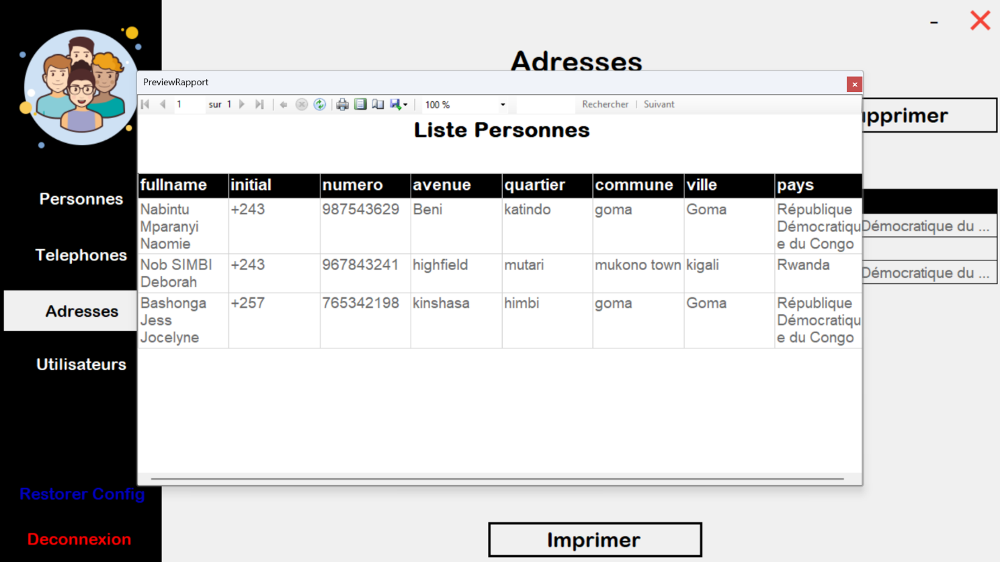 Adresses
PreviewRapport
1 sur 1 100 % Rechercher Suivant
Liste Personnes
fullname initial numero avenue quartier commune ville pays
Nabintu +243 987543629 Beni katindo goma Goma République
Mparanyi Démocratiqu
Naomie e du Congo
Nob SIMBI +243 967843241 highfield mutari mukono town kigali Rwanda
Deborah
Bashonga +257 765342198 kinshasa himbi goma Goma République
Jess Démocratiqu
Jocelyne e du Congo
pprimer
Démocratique du ...
Démocratique du ...
Personnes
Telephones
Adresses
Utilisateurs
Restorer Config
Deconnexion
Imprimer